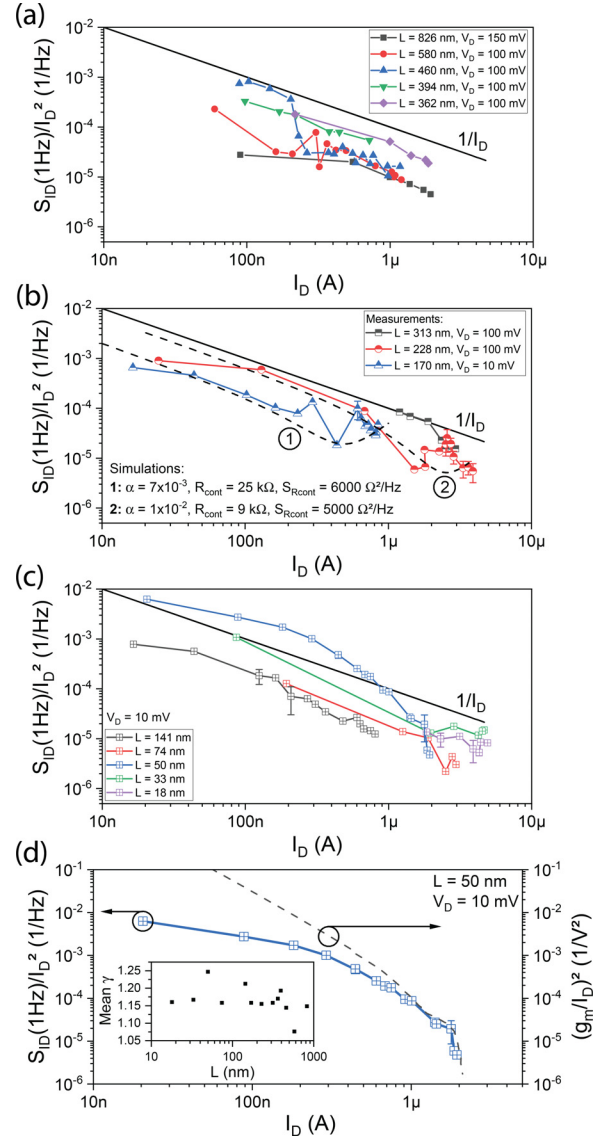 (a)
10⁻²
10⁻³
10⁻⁴
10⁻⁵
10⁻⁶
S_ID(1Hz)/I_D² (1/Hz)
L = 826 nm, V_D = 150 mV
L = 580 nm, V_D = 100 mV
L = 460 nm, V_D = 100 mV
L = 394 nm, V_D = 100 mV
L = 362 nm, V_D = 100 mV
1/I_D
10n 100n 1µ 10µ
I_D (A)
(b)
10⁻²
10⁻³
10⁻⁴
10⁻⁵
10⁻⁶
S_ID(1Hz)/I_D² (1/Hz)
Measurements:
L = 313 nm, V_D = 100 mV
L = 228 nm, V_D = 100 mV
L = 170 nm, V_D = 10 mV
1/I_D
1
2
Simulations:
1: α = 7x10⁻³, R_cont = 25 kΩ, S_Rcont = 6000 Ω²/Hz
2: α = 1x10⁻², R_cont = 9 kΩ, S_Rcont = 5000 Ω²/Hz
10n 100n 1µ 10µ
I_D (A)
(c)
10⁻²
10⁻³
10⁻⁴
10⁻⁵
10⁻⁶
S_ID(1Hz)/I_D² (1/Hz)
1/I_D
V_D = 10 mV
L = 141 nm
L = 74 nm
L = 50 nm
L = 33 nm
L = 18 nm
10n 100n 1µ 10µ
I_D (A)
(d)
10⁻¹
10⁻²
10⁻³
10⁻⁴
10⁻⁵
10⁻⁶
S_ID(1Hz)/I_D² (1/Hz)
L = 50 nm
V_D = 10 mV
1.25
1.20
1.15
1.10
1.05
Mean γ
10 100 1000
L (nm)
10⁻¹
10⁻²
10⁻³
10⁻⁴
10⁻⁵
10⁻⁶
(g_m/I_D)² (1/V²)
10n 100n 1µ 10µ
I_D (A)